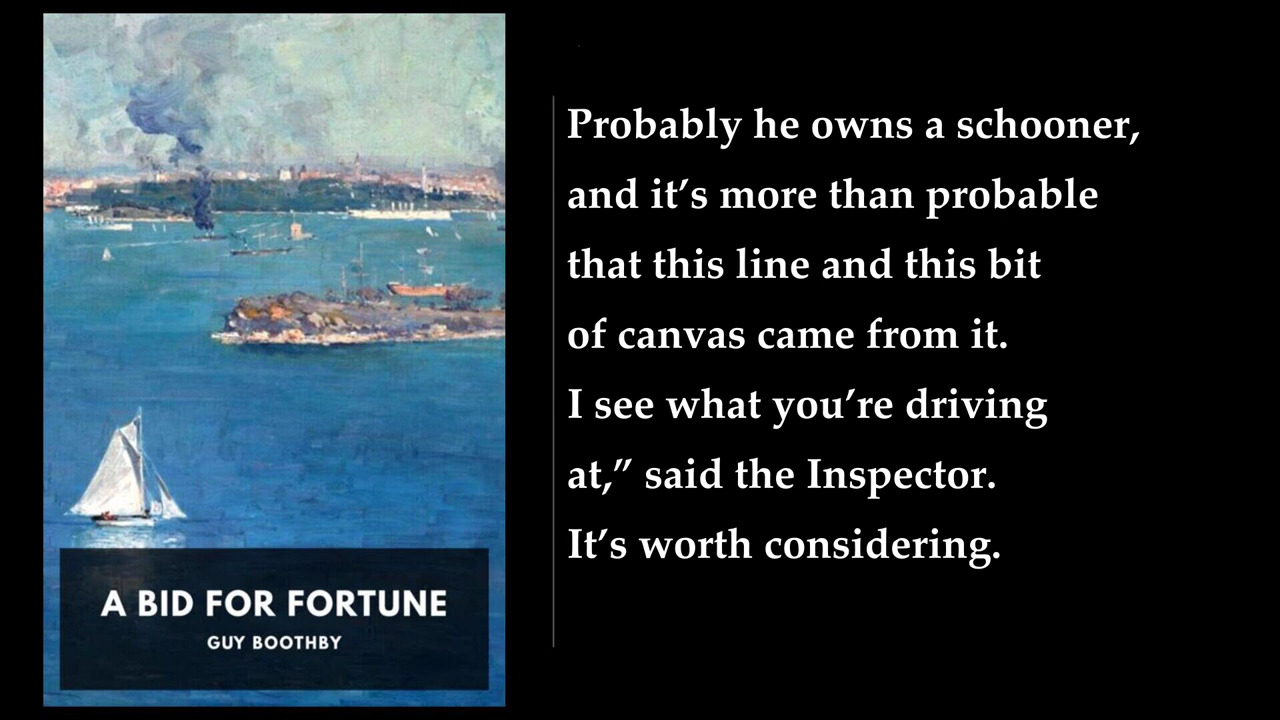 A BID FOR FORTUNE
GUY BOOTHBY
Probably he owns a schooner,
and it’s more than probable
that this line and this bit
of canvas came from it.
I see what you’re driving
at,” said the Inspector.
It’s worth considering.